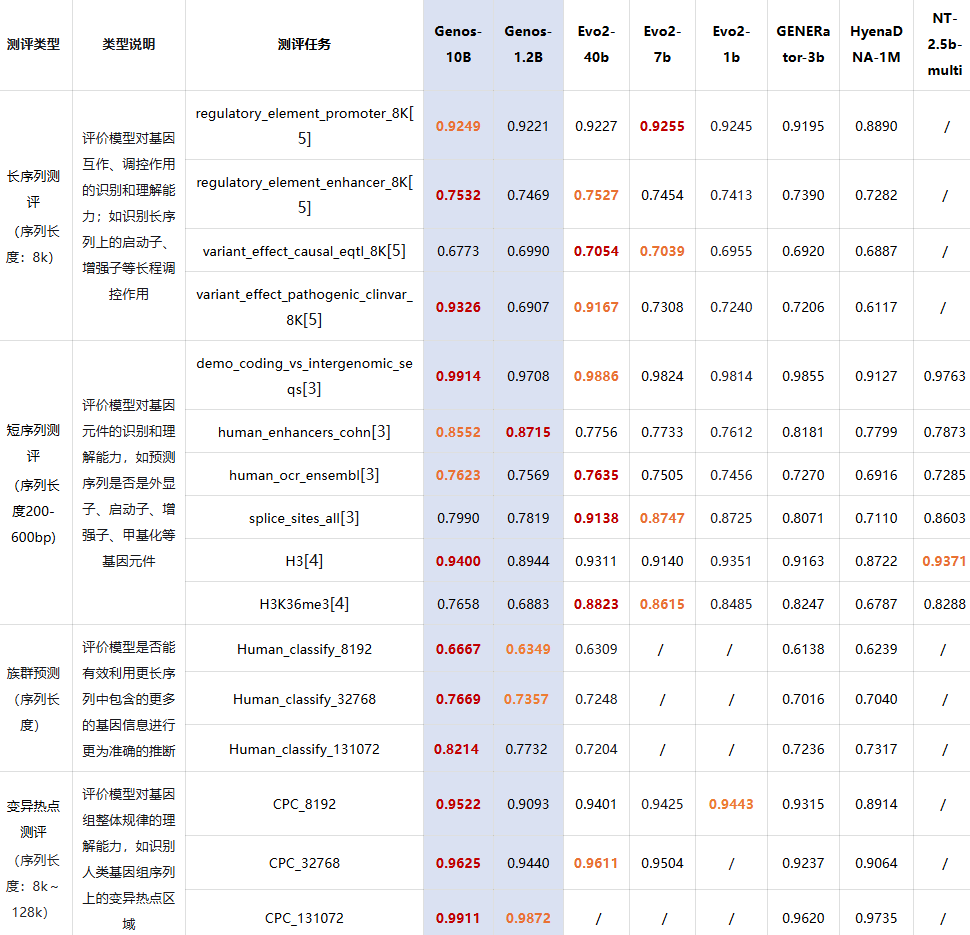 测评类型 类型说明 测评任务 Genos-10B Genos-1.2B Evo2-40b Evo2-7b Evo2-1b GENERator-3b HyenaDNA-1M NT-2.5b-multi
长序列测评
（序列长度：8k）
评价模型对基因互作、调控作用的识别和理解能力；如识别长序列上的启动子、增强子等长程调控作用
regulatory_element_promoter_8K[5] 0.9249 0.9221 0.9227 0.9255 0.9245 0.9195 0.8890 /
regulatory_element_enhancer_8K[5] 0.7532 0.7469 0.7527 0.7454 0.7413 0.7390 0.7282 /
variant_effect_causal_eqtl_8K[5] 0.6773 0.6990 0.7054 0.7039 0.6955 0.6920 0.6887 /
variant_effect_pathogenic_clinvar_8K[5] 0.9326 0.6907 0.9167 0.7308 0.7240 0.7206 0.6117 /
短序列测评
（序列长度200-600bp)
评价模型对基因元件的识别和理解能力，如预测序列是否是外显子、启动子、增强子、甲基化等基因元件
demo_coding_vs_intergenomic_seqs[3] 0.9914 0.9708 0.9886 0.9824 0.9814 0.9855 0.9127 0.9763
human_enhancers_cohn[3] 0.8552 0.8715 0.7756 0.7733 0.7612 0.8181 0.7799 0.7873
human_ocr_ensembl[3] 0.7623 0.7569 0.7635 0.7505 0.7456 0.7270 0.6916 0.7285
splice_sites_all[3] 0.7990 0.7819 0.9138 0.8747 0.8725 0.8071 0.7110 0.8603
H3[4] 0.9400 0.8944 0.9311 0.9140 0.9351 0.9163 0.8722 0.9371
H3K36me3[4] 0.7658 0.6883 0.8823 0.8615 0.8485 0.8247 0.6787 0.8288
族群预测
（序列长度）
评价模型是否能有效利用更长序列中包含的更多的基因信息进行更为准确的推断
Human_classify_8192 0.6667 0.6349 0.6309 / / 0.6138 0.6239 /
Human_classify_32768 0.7669 0.7357 0.7248 / / 0.7016 0.7040 /
Human_classify_131072 0.8214 0.7732 0.7204 / / 0.7236 0.7317 /
变异热点测评
（序列长度：8k～128k）
评价模型对基因组整体规律的理解能力，如识别人类基因组序列上的变异热点区域
CPC_8192 0.9522 0.9093 0.9401 0.9425 0.9443 0.9315 0.8914 /
CPC_32768 0.9625 0.9440 0.9611 0.9504 / 0.9237 0.9064 /
CPC_131072 0.9911 0.9872 / / / 0.9620 0.9735 /